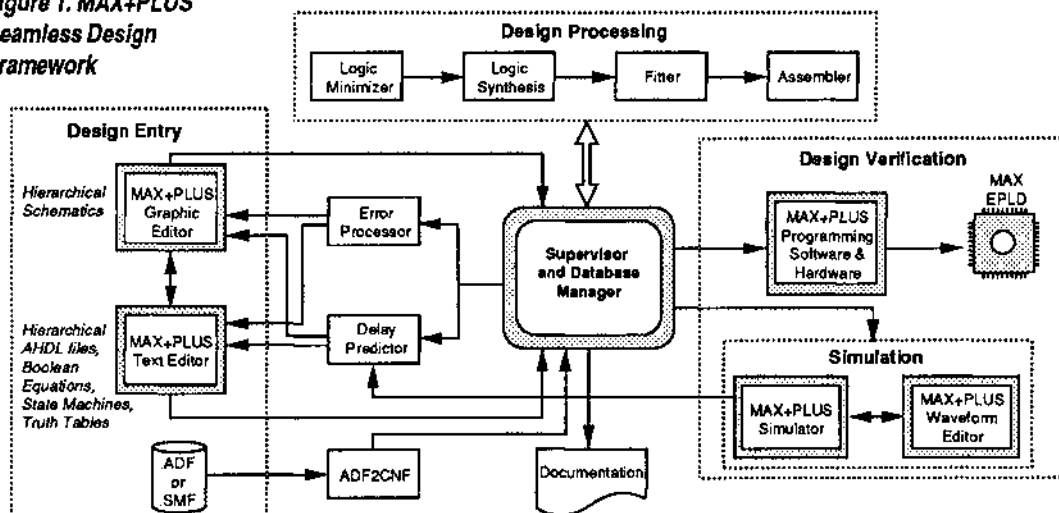 Figure 1. MAX+PLUS
Seamless Design
Framework
Design Processing
Logic
Minimizer
Logic
Synthesis
Fitter
Assembler
Design Entry
Hierarchical
Schematics
MAX+PLUS
Graphic
Editor
Error
Processor
Hierarchical
AHDL files,
Boolean
Equations,
State Machines,
Truth Tables
MAX+PLUS
Text Editor
Delay
Predictor
ADF
or
SMF
ADF2CNF
Supervisor
and Database
Manager
Documentation
Design Verification
MAX+PLUS
Programming
Software &
Hardware
MAX
EPLD
Simulation
MAX+PLUS
Simulator
MAX+PLUS
Waveform
Editor